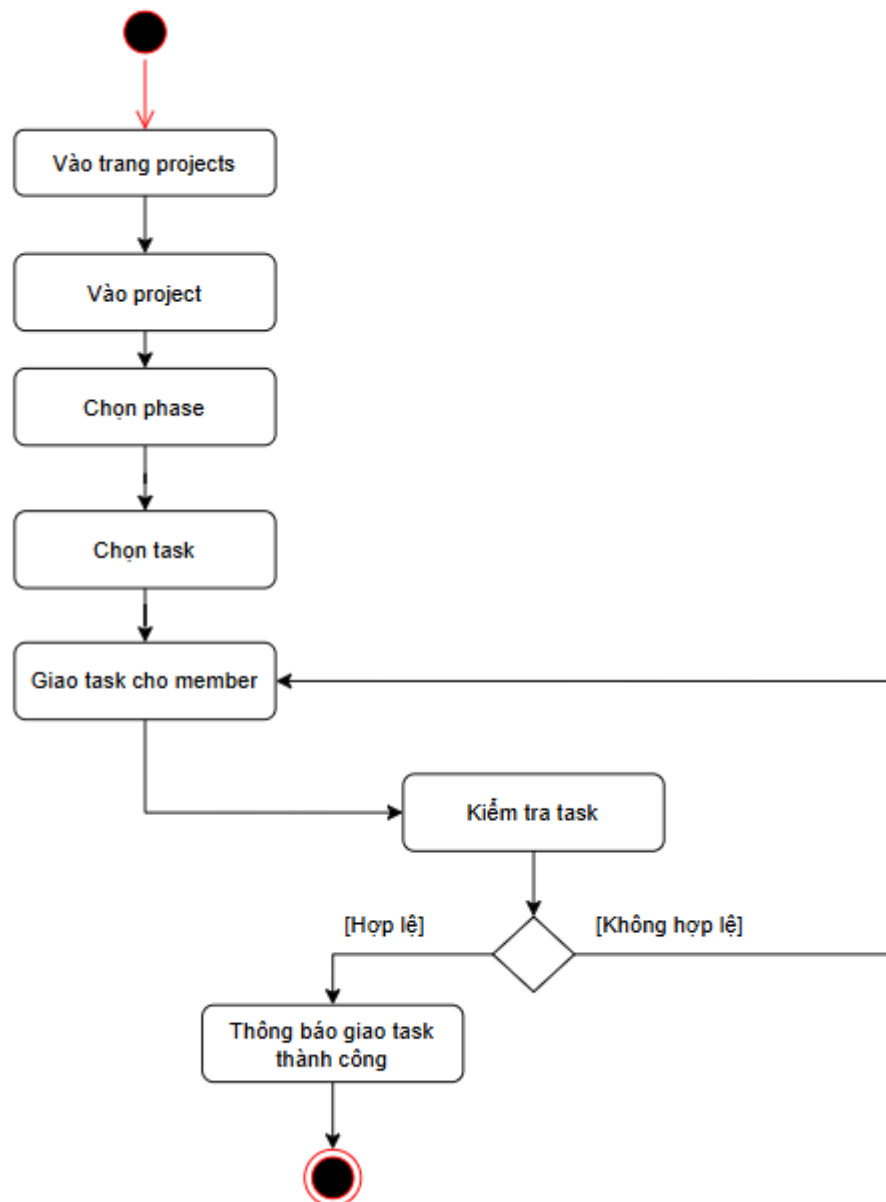 Vào trang projects
Vào project
Chọn phase
Chọn task
Giao task cho member
Kiểm tra task
[Hợp lệ]
[Không hợp lệ]
Thông báo giao task
thành công